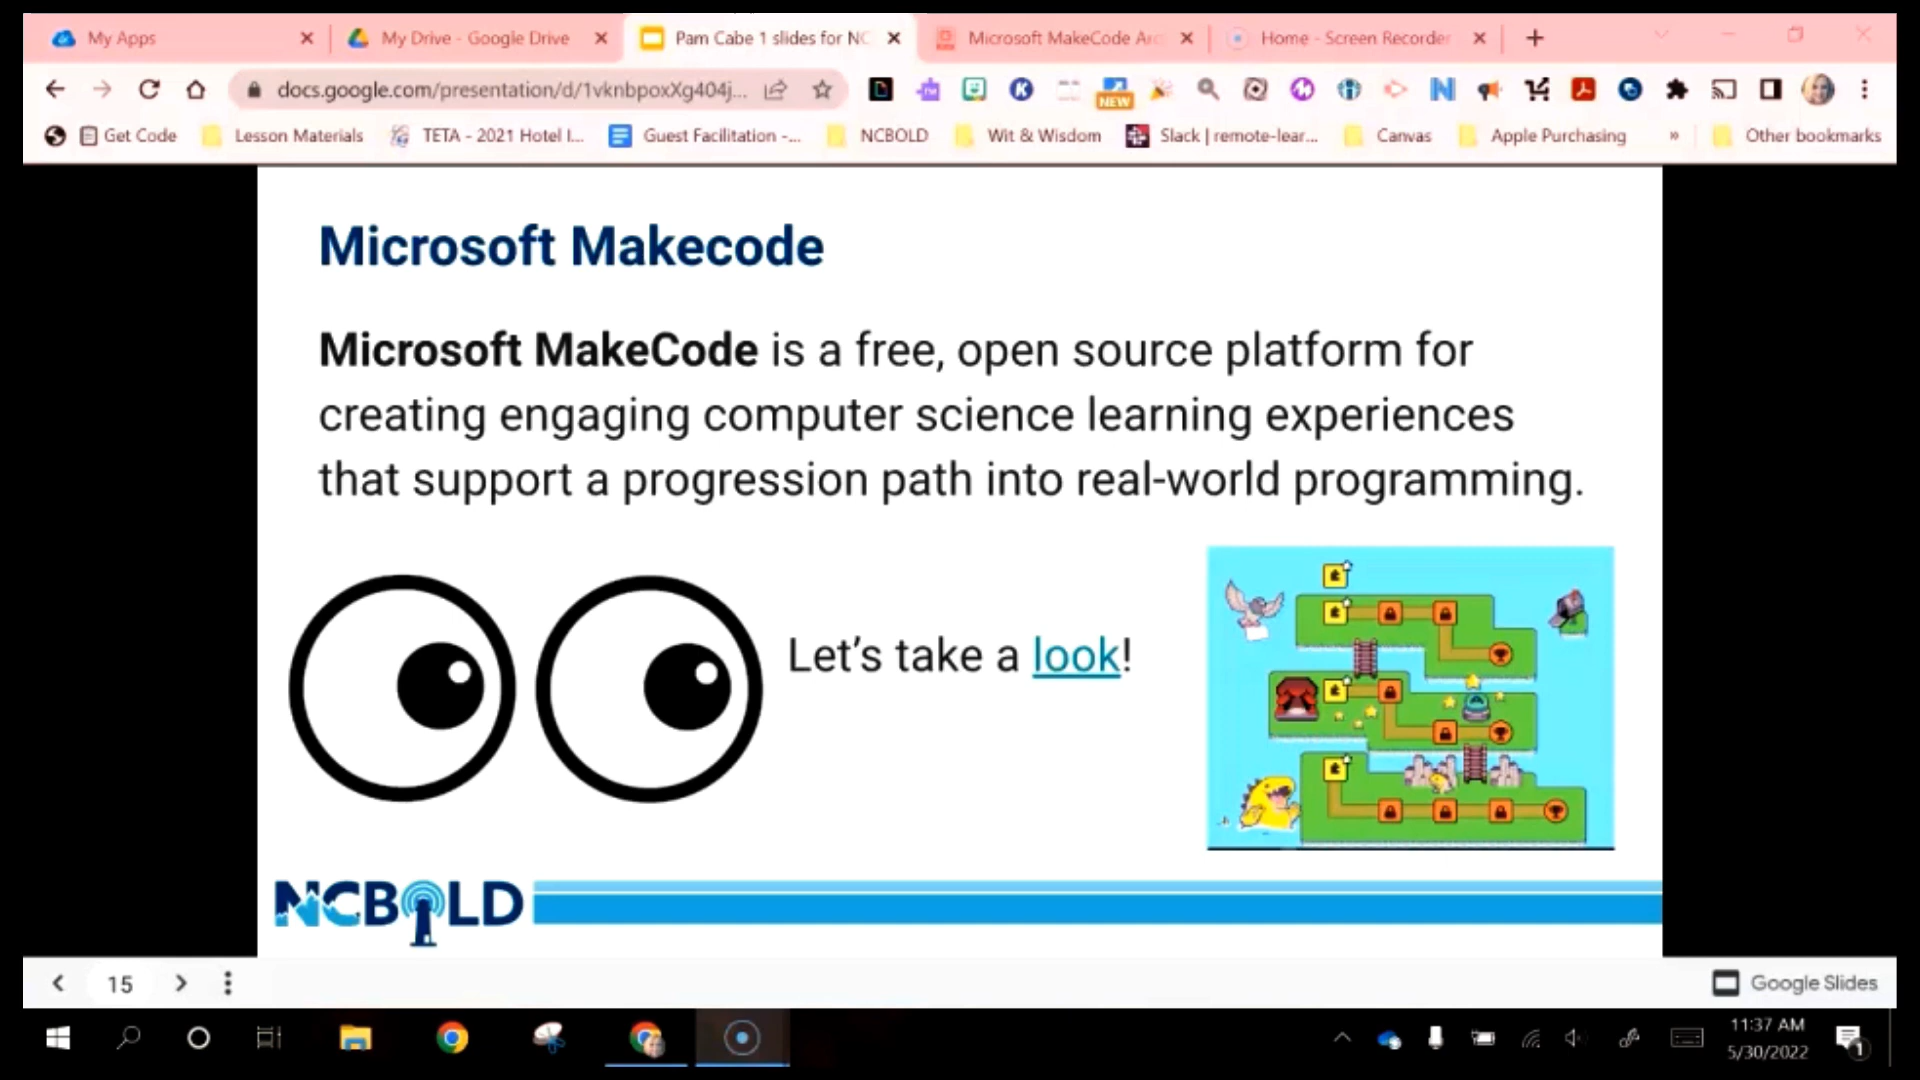 My Apps
My Drive - Google Drive
Pam Cabe 1 slides for NC
Microsoft MakeCode Arc
Home - Screen Recorder
docs.google.com/presentation/d/1vknbpoxXg404j...
NEW
Get Code
Lesson Materials
TETA - 2021 Hotel I...
Guest Facilitation -...
NCBOLD
Wit & Wisdom
Slack | remote-lear...
Canvas
Apple Purchasing
»
Other bookmarks
Microsoft Makecode
Microsoft MakeCode is a free, open source platform for
creating engaging computer science learning experiences
that support a progression path into real-world programming.
Let's take a look!
NCBOLD
15
Google Slides
11:37 AM
5/30/2022
1